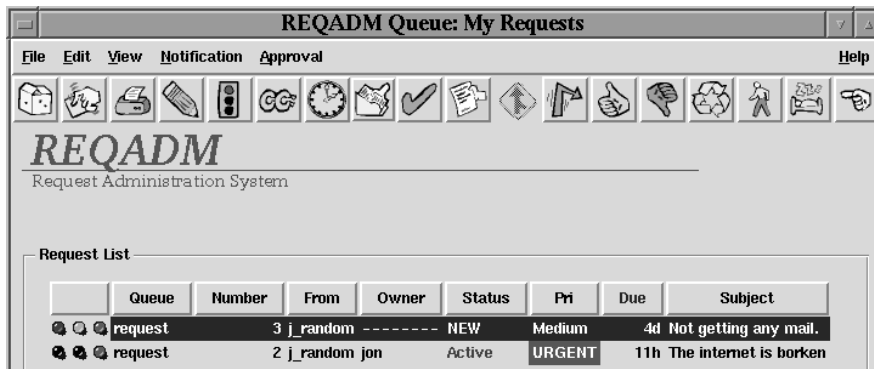 REQADM Queue: My Requests
File Edit View Notification Approval Help
CC:
REQADM
Request Administration System
Request List
Queue Number From Owner Status Pri Due Subject
request 3 j_random -------- NEW Medium 4d Not getting any mail.
request 2 j_random jon Active URGENT 11h The internet is borken